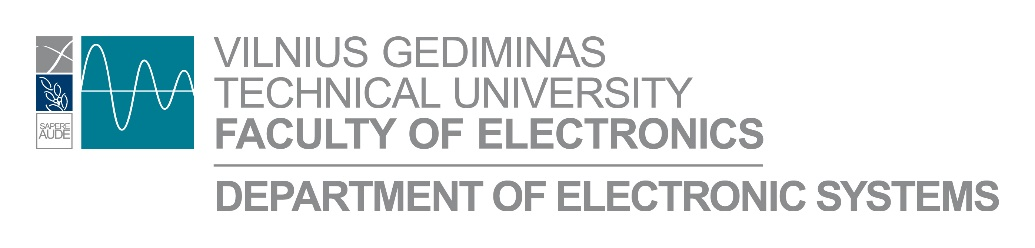 SAPERE
AUDE
VILNIUS GEDIMINAS
TECHNICAL UNIVERSITY
FACULTY OF ELECTRONICS
DEPARTMENT OF ELECTRONIC SYSTEMS